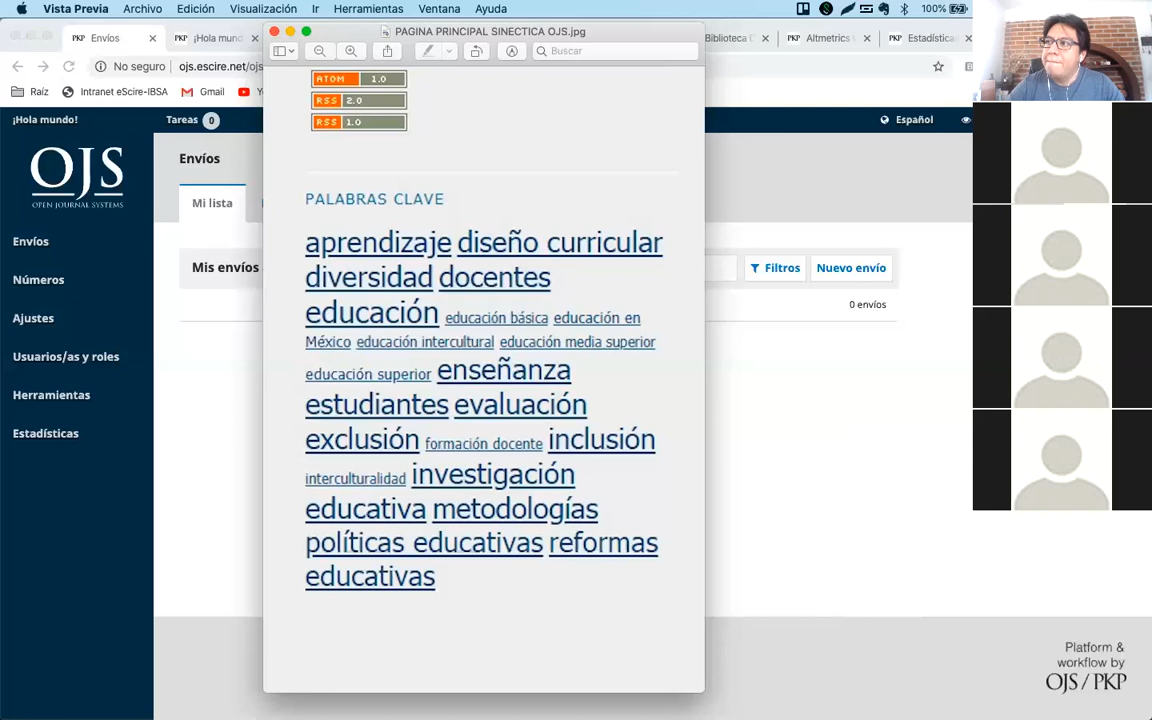 Vista Previa Archivo Edición Visualización Ir Herramientas Ventana Ayuda 100%
PAGINA PRINCIPAL SINECTICA OJS.jpg
Envíos
¡Hola mund
Biblioteca D
Altmetrics
Estadística
Buscar
No seguro ojs.escire.net/ojs
Raíz Intranet eScire-IBSA Gmail
ATOM 1.0
RSS 2.0
RSS 1.0
¡Hola mundo! Tareas 0 Español
OJS
OPEN JOURNAL SYSTEMS
Envíos
Números
Ajustes
Usuarios/as y roles
Herramientas
Estadísticas
Envíos
Mi lista
Mis envíos
Filtros
Nuevo envío
0 envíos
PALABRAS CLAVE
aprendizaje diseño curricular
diversidad docentes
educación educación básica educación en
México educación intercultural educación media superior
educación superior enseñanza
estudiantes evaluación
exclusión formación docente inclusión
interculturalidad investigación
educativa metodologías
políticas educativas reformas
educativas
Platform &
workflow by
OJS / PKP